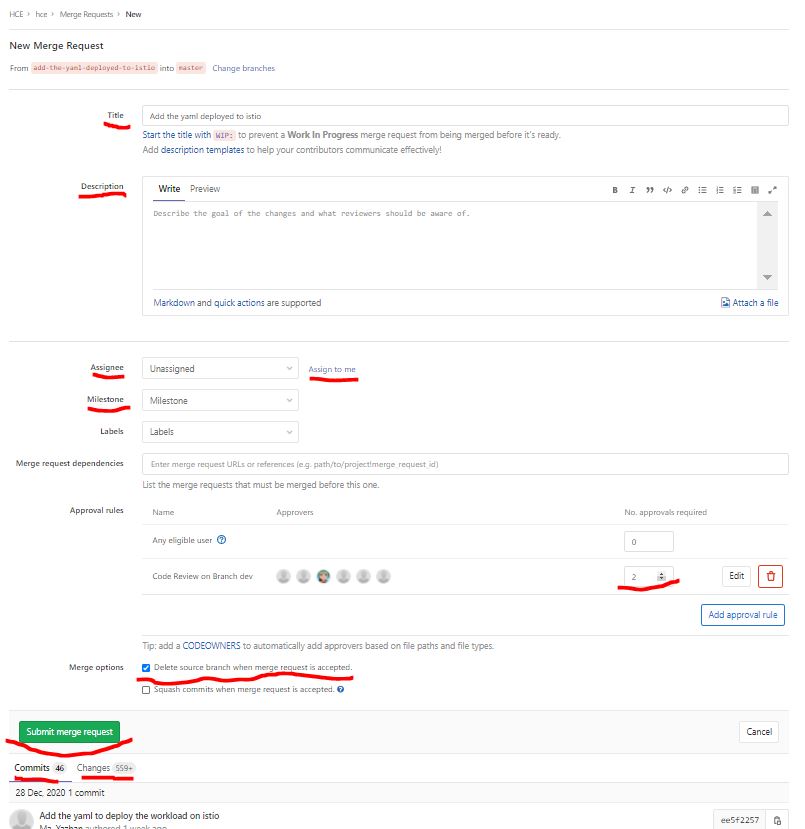 HCE › hce › Merge Requests › New
New Merge Request
From add-the-yaml-deployed-to-istio into master Change branches
Title Add the yaml deployed to istio
Start the title with WIP: to prevent a Work In Progress merge request from being merged before it's ready.
Add description templates to help your contributors communicate effectively!
Description Write Preview
Describe the goal of the changes and what reviewers should be aware of.
Markdown and quick actions are supported Attach a file
Assignee Unassigned Assign to me
Milestone Milestone
Labels Labels
Merge request dependencies Enter merge request URLs or references (e.g. path/to/project!merge_request_id)
List the merge requests that must be merged before this one.
Approval rules Name Approvers No. approvals required
Any eligible user 0
Code Review on Branch dev 2 Edit
Add approval rule
Tip: add a CODEOWNERS to automatically add approvers based on file paths and file types.
Merge options Delete source branch when merge request is accepted.
Squash commits when merge request is accepted.
Submit merge request Cancel
Commits 46 Changes 559+
28 Dec, 2020 1 commit
Add the yaml to deploy the workload on istio
Ma. Yazhan authored 1 week ago ee5f2257